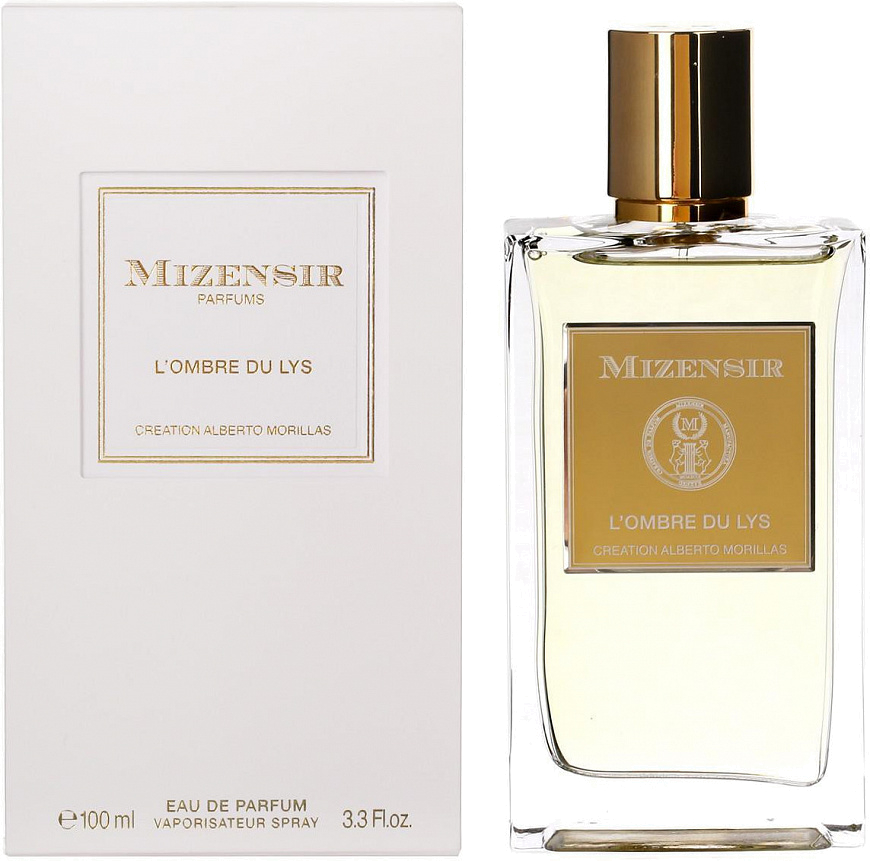 MIZENSIR
PARFUMS
L'OMBRE DU LYS
CREATION ALBERTO MORILLAS
℮100 ml
EAU DE PARFUM
VAPORISATEUR SPRAY
3.3 Fl.oz.
MIZENSIR
M
L'OMBRE DU LYS
CREATION ALBERTO MORILLAS